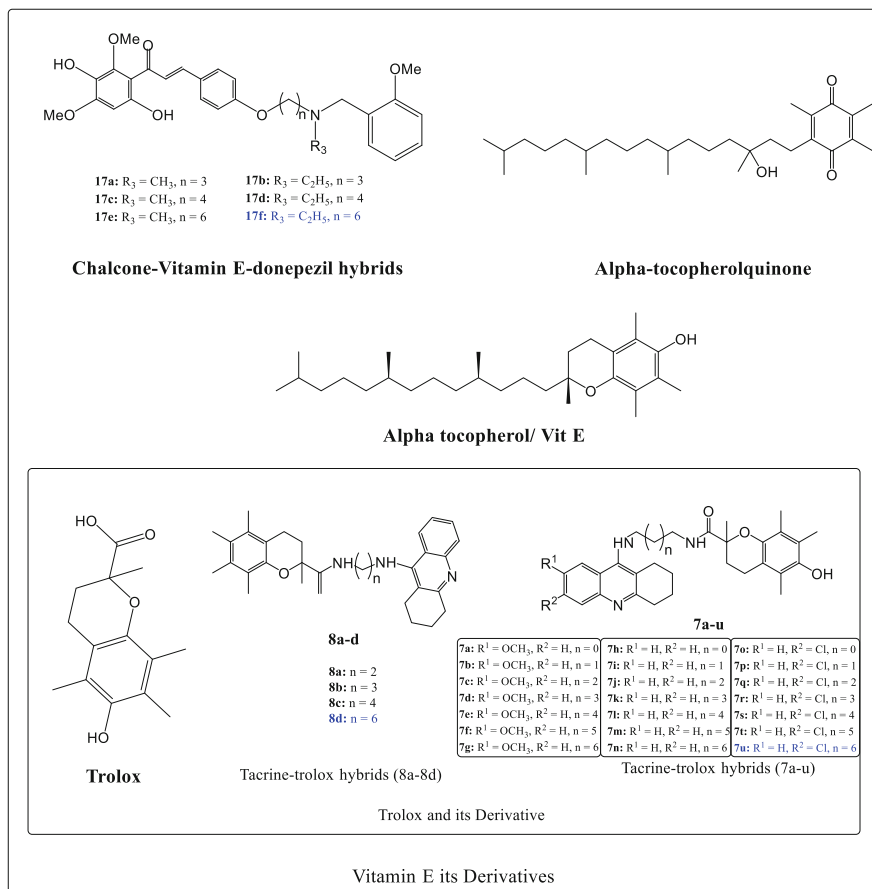 OMe
O
HO
MeO
OH
O
n
N
R3
OMe
17a: R3 = CH3, n = 3
17b: R3 = C2H5, n = 3
17c: R3 = CH3, n = 4
17d: R3 = C2H5, n = 4
17e: R3 = CH3, n = 6
17f: R3 = C2H5, n = 6
Chalcone-Vitamin E-donepezil hybrids
O
OH
O
Alpha-tocopherolquinone
OH
O
Alpha tocopherol/ Vit E
HO
O
O
HO
Trolox
O
NH
n
NH
N
8a-d
8a: n = 2
8b: n = 3
8c: n = 4
8d: n = 6
Tacrine-trolox hybrids (8a-8d)
R1
R2
HN
n
NH
O
O
OH
N
7a-u
7a: R1 = OCH3, R2 = H, n = 0
7b: R1 = OCH3, R2 = H, n = 1
7c: R1 = OCH3, R2 = H, n = 2
7d: R1 = OCH3, R2 = H, n = 3
7e: R1 = OCH3, R2 = H, n = 4
7f: R1 = OCH3, R2 = H, n = 5
7g: R1 = OCH3, R2 = H, n = 6
7h: R1 = H, R2 = H, n = 0
7i: R1 = H, R2 = H, n = 1
7j: R1 = H, R2 = H, n = 2
7k: R1 = H, R2 = H, n = 3
7l: R1 = H, R2 = H, n = 4
7m: R1 = H, R2 = H, n = 5
7n: R1 = H, R2 = H, n = 6
7o: R1 = H, R2 = Cl, n = 0
7p: R1 = H, R2 = Cl, n = 1
7q: R1 = H, R2 = Cl, n = 2
7r: R1 = H, R2 = Cl, n = 3
7s: R1 = H, R2 = Cl, n = 4
7t: R1 = H, R2 = Cl, n = 5
7u: R1 = H, R2 = Cl, n = 6
Tacrine-trolox hybrids (7a-u)
Trolox and its Derivative
Vitamin E its Derivatives